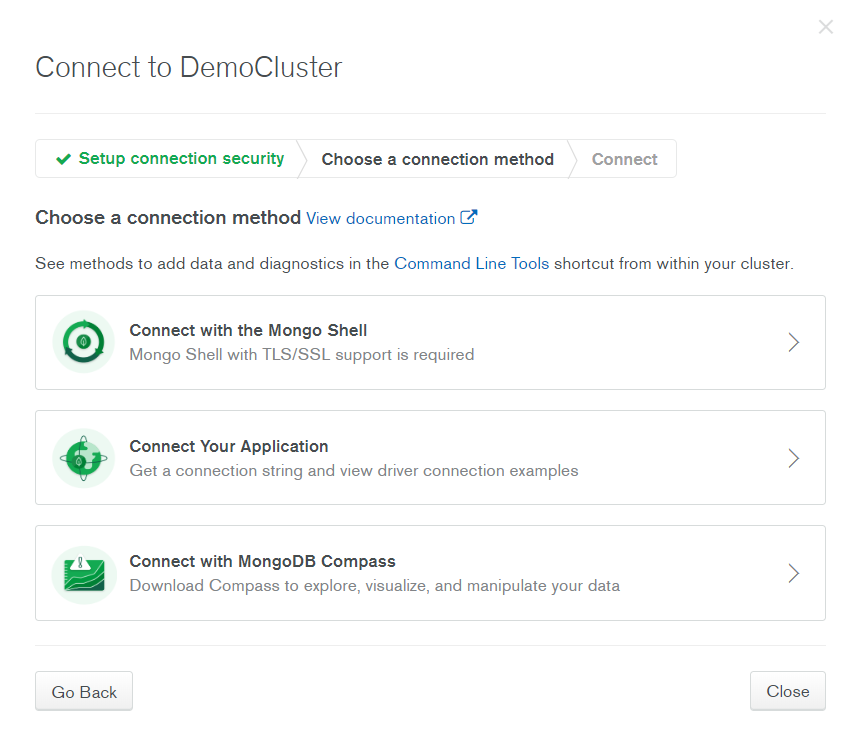 Connect to DemoCluster
Setup connection security Choose a connection method Connect
Choose a connection method View documentation
See methods to add data and diagnostics in the Command Line Tools shortcut from within your cluster.
Connect with the Mongo Shell
Mongo Shell with TLS/SSL support is required
Connect Your Application
Get a connection string and view driver connection examples
Connect with MongoDB Compass
Download Compass to explore, visualize, and manipulate your data
Go Back Close